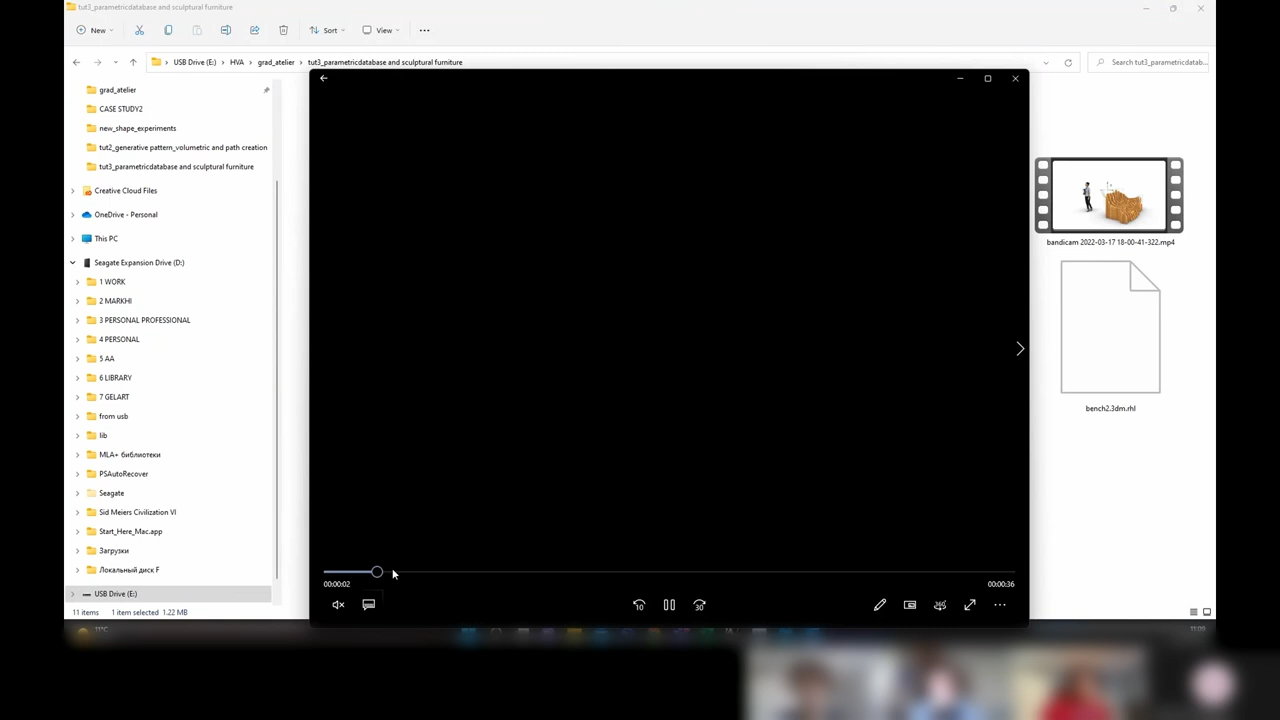 tut3_parametricdatabase and sculptural furniture
New
Sort
View
USB Drive (E:) > HVA > grad_atelier > tut3_parametricdatabase and sculptural furniture
Search tut3_parametricdatab...
grad_atelier
CASE STUDY2
new_shape_experiments
tut2_generative pattern_volumetric and path creation
tut3_parametricdatabase and sculptural furniture
Creative Cloud Files
OneDrive - Personal
This PC
Seagate Expansion Drive (D:)
1 WORK
2 MARKHI
3 PERSONAL PROFESSIONAL
4 PERSONAL
5 AA
6 LIBRARY
7 GELART
from usb
lib
MLA+ библиотеки
PSAutoRecover
Seagate
Sid Meiers Civilization VI
Start_Here_Mac.app
Загрузки
Локальный диск F
USB Drive (E:)
11 items 1 item selected 1.22 MB
bandicam 2022-03-17 18-00-41-322.mp4
bench2.3dm.rhl
00:00:02
00:00:36
10
30
11°C
11:09